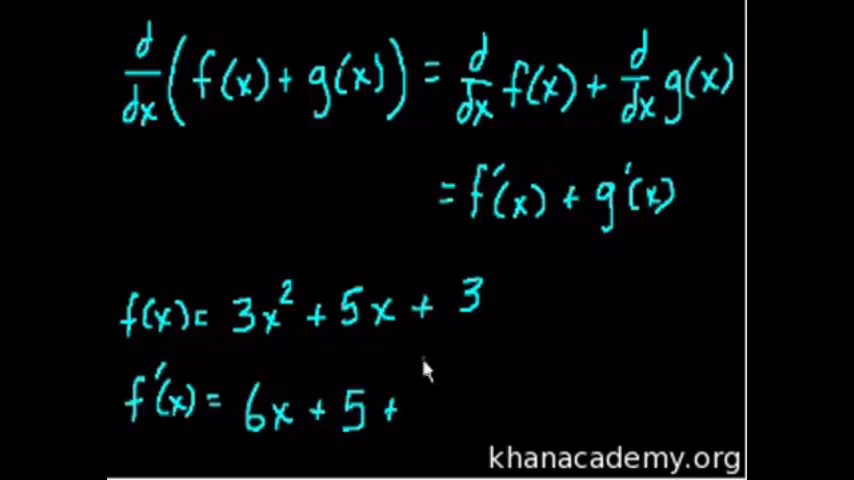 d/dx (f(x) + g(x)) = d/dx f(x) + d/dx g(x)
= f'(x) + g'(x)
f(x) = 3x² + 5x + 3
f'(x) = 6x + 5 +
khanacademy.org